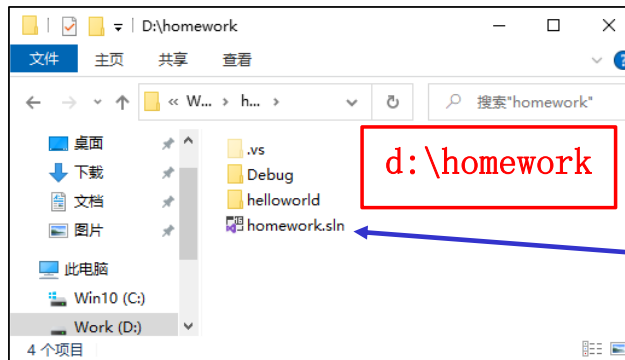 D:\homework
文件 主页 共享 查看
« W... › h... ›
搜索"homework"
桌面
下载
文档
图片
此电脑
Win10 (C:)
Work (D:)
.vs
Debug
helloworld
homework.sln
d:\homework
4 个项目